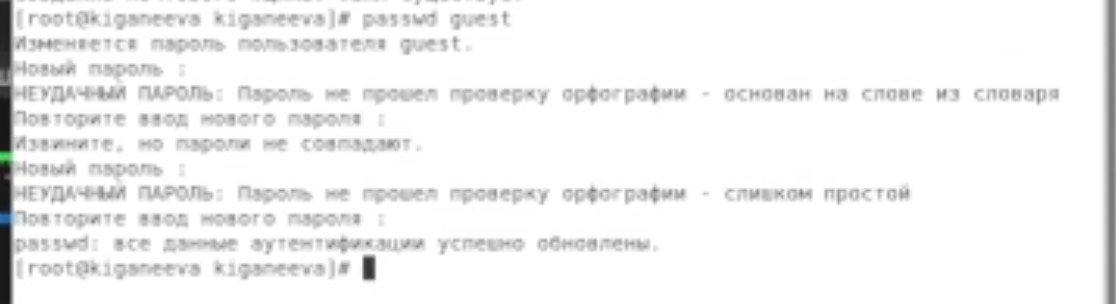 [root@kiganeeva kiganeeva]# passwd guest
Изменяется пароль пользователя guest.
Новый пароль :
НЕУДАЧНЫЙ ПАРОЛЬ: Пароль не прошел проверку орфографии - основан на слове из словаря
Повторите ввод нового пароля :
Извините, но пароли не совпадают.
Новый пароль :
НЕУДАЧНЫЙ ПАРОЛЬ: Пароль не прошел проверку орфографии - слишком простой
Повторите ввод нового пароля :
passwd: все данные аутентификации успешно обновлены.
[root@kiganeeva kiganeeva]#